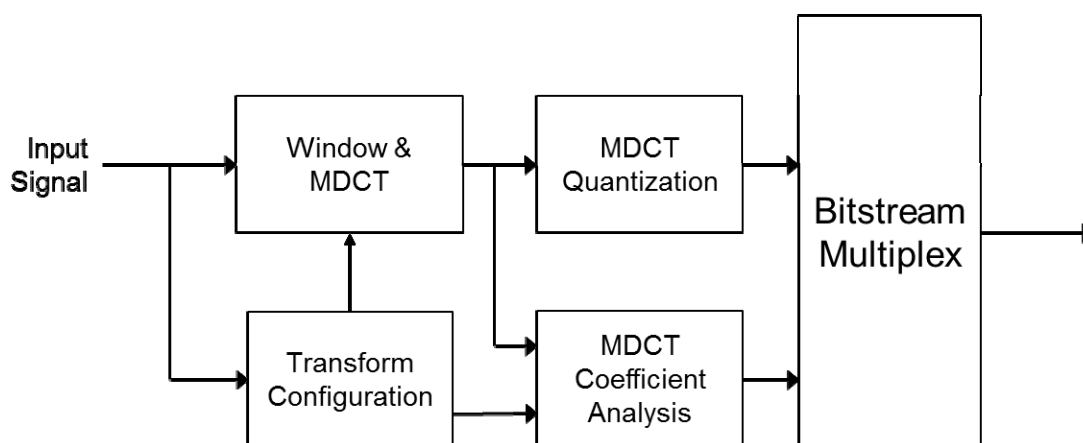 Input
Signal
Window &
MDCT
MDCT
Quantization
Bitstream
Multiplex
Transform
Configuration
MDCT
Coefficient
Analysis